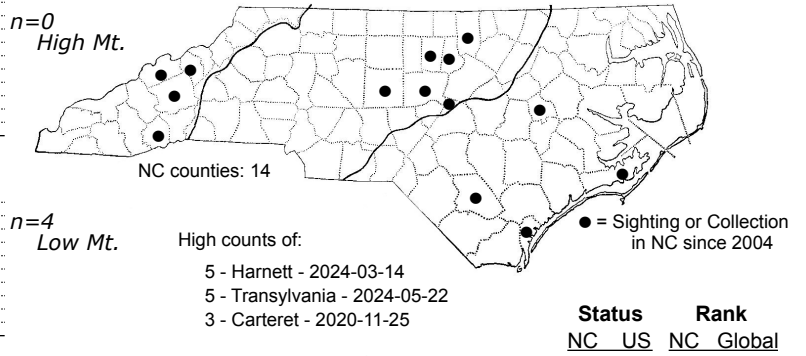 n=0
High Mt.
NC counties: 14
n=4
Low Mt.
High counts of:
5 - Harnett - 2024-03-14
5 - Transylvania - 2024-05-22
3 - Carteret - 2020-11-25
● = Sighting or Collection
in NC since 2004
Status Rank
NC US NC Global